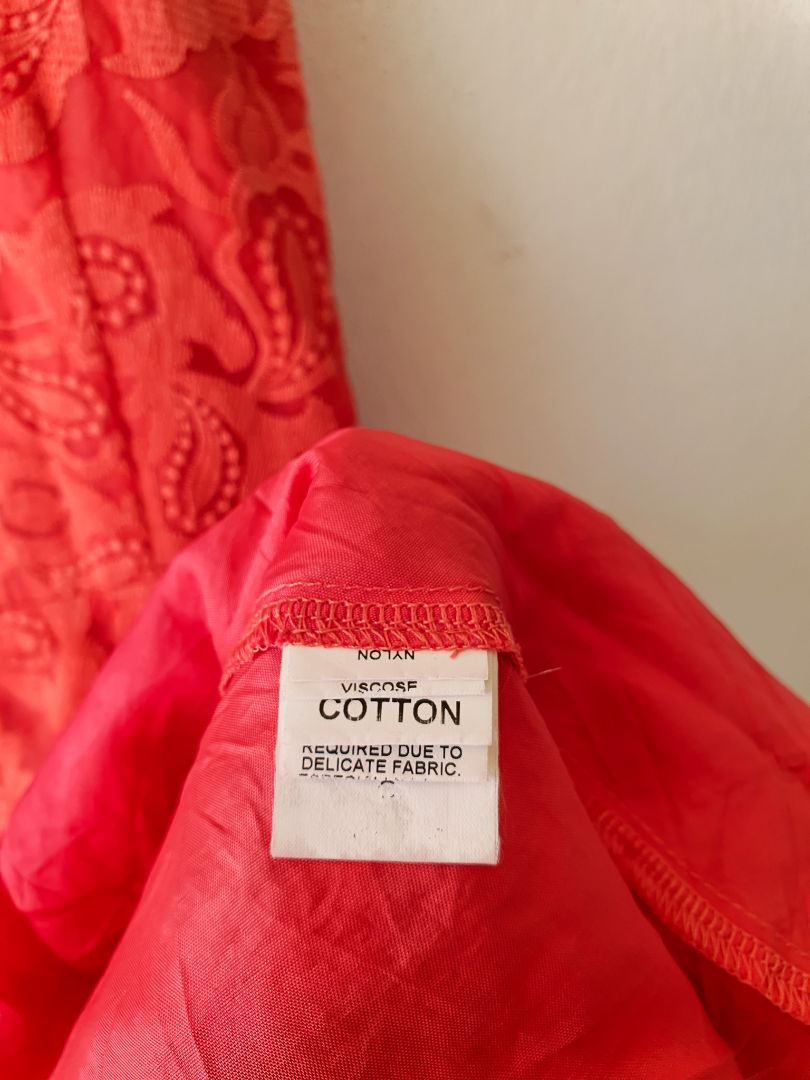 NYLON
VISCOSE
COTTON
REQUIRED DUE TO
DELICATE FABRIC.